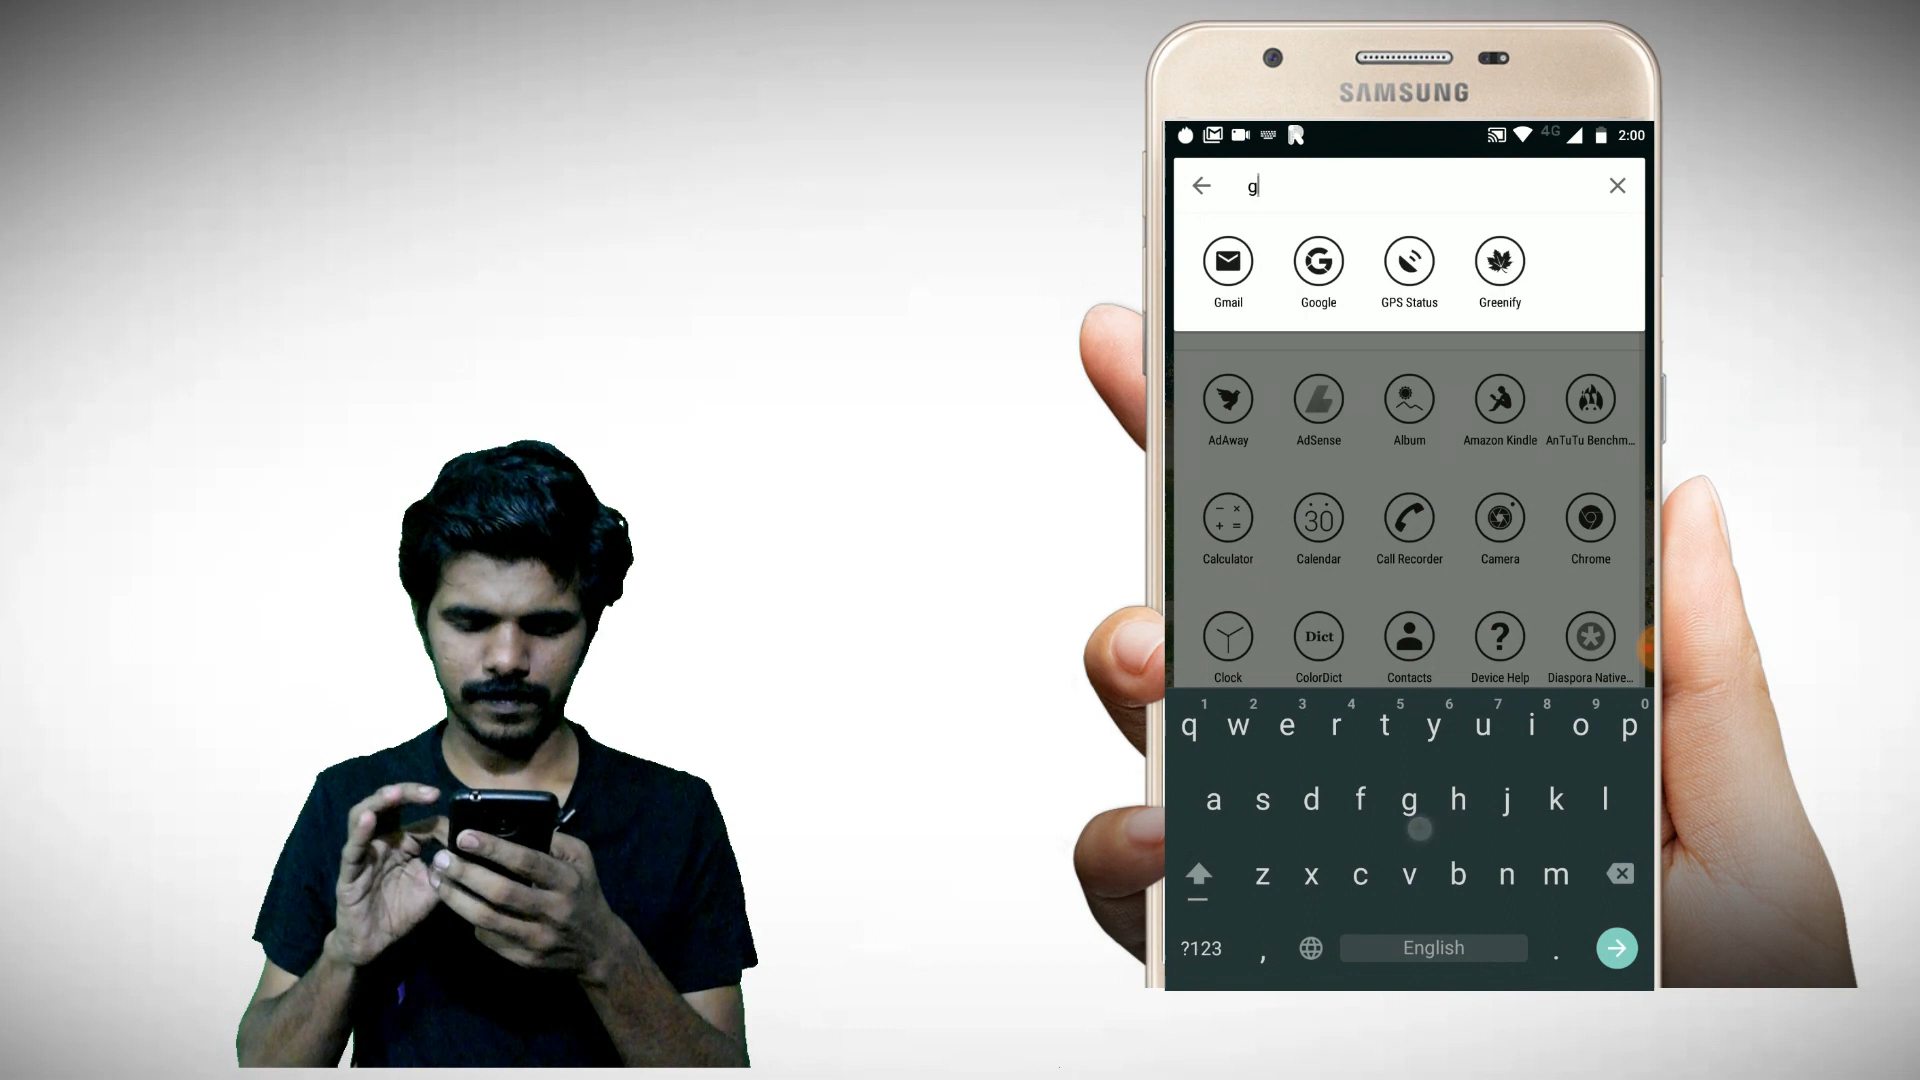 SAMSUNG
4G 2:00
g
Gmail Google GPS Status Greenify
AdAway AdSense Album Amazon Kindle AnTuTu Benchm...
30
Calculator Calendar Call Recorder Camera Chrome
Dict ?
Clock ColorDict Contacts Device Help Diaspora Native...
1 2 3 4 5 6 7 8 9 0
q w e r t y u i o p
a s d f g h j k l
z x c v b n m
?123 , English .